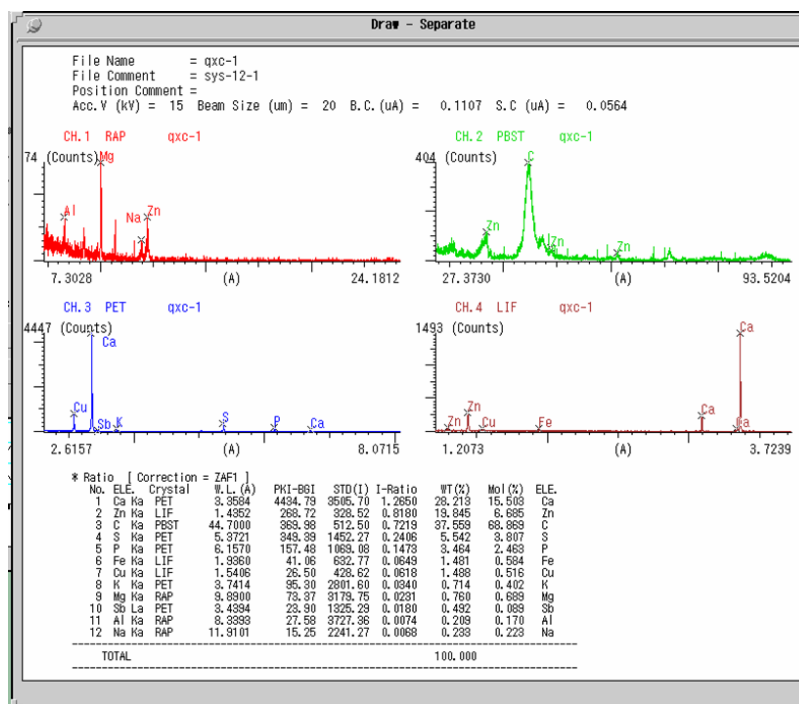 Draw - Separate
File Name = qxc-1
File Comment = sys-12-1
Position Comment =
Acc.V (kV) = 15 Beam Size (um) = 20 B.C.(uA) = 0.1107 S.C (uA) = 0.0564
CH.1 RAP qxc-1
74 (Counts)
Mg
Al
Na
Zn
7.3028 (A) 24.1812
CH.2 PBST qxc-1
404 (Counts)
C
Zn
Zn
Zn
27.3730 (A) 93.5204
CH.3 PET qxc-1
4447 (Counts)
Ca
Cu
Sb
K
S
P
Ca
2.6157 (A) 8.0715
CH.4 LIF qxc-1
1493 (Counts)
Ca
Zn
Zn
Cu
Fe
Ca
1.2073 (A) 3.7239
* Ratio [ Correction = ZAF1 ]
No. ELE. Crystal W.L.(A) PKI-BGI STD(I) I-Ratio WT(%) Mol(%) ELE.
1 Ca Ka PET 3.3584 4434.79 3505.70 1.2650 28.213 15.503 Ca
2 Zn Ka LIF 1.4352 268.72 328.52 0.8180 19.845 6.685 Zn
3 C Ka PBST 44.7000 369.98 512.50 0.7219 37.559 68.869 C
4 S Ka PET 5.3721 349.39 1452.27 0.2406 5.542 3.807 S
5 P Ka PET 6.1570 157.48 1069.08 0.1473 3.464 2.463 P
6 Fe Ka LIF 1.9360 41.06 632.77 0.0649 1.481 0.584 Fe
7 Cu Ka LIF 1.5406 26.50 428.62 0.0618 1.488 0.516 Cu
8 K Ka PET 3.7414 95.30 2801.60 0.0340 0.714 0.402 K
9 Mg Ka RAP 9.8900 73.37 3179.75 0.0231 0.760 0.689 Mg
10 Sb La PET 3.4394 23.90 1325.29 0.0180 0.492 0.089 Sb
11 Al Ka RAP 8.3393 27.58 3727.36 0.0074 0.209 0.170 Al
12 Na Ka RAP 11.9101 15.25 2241.27 0.0068 0.233 0.223 Na
TOTAL 100.000